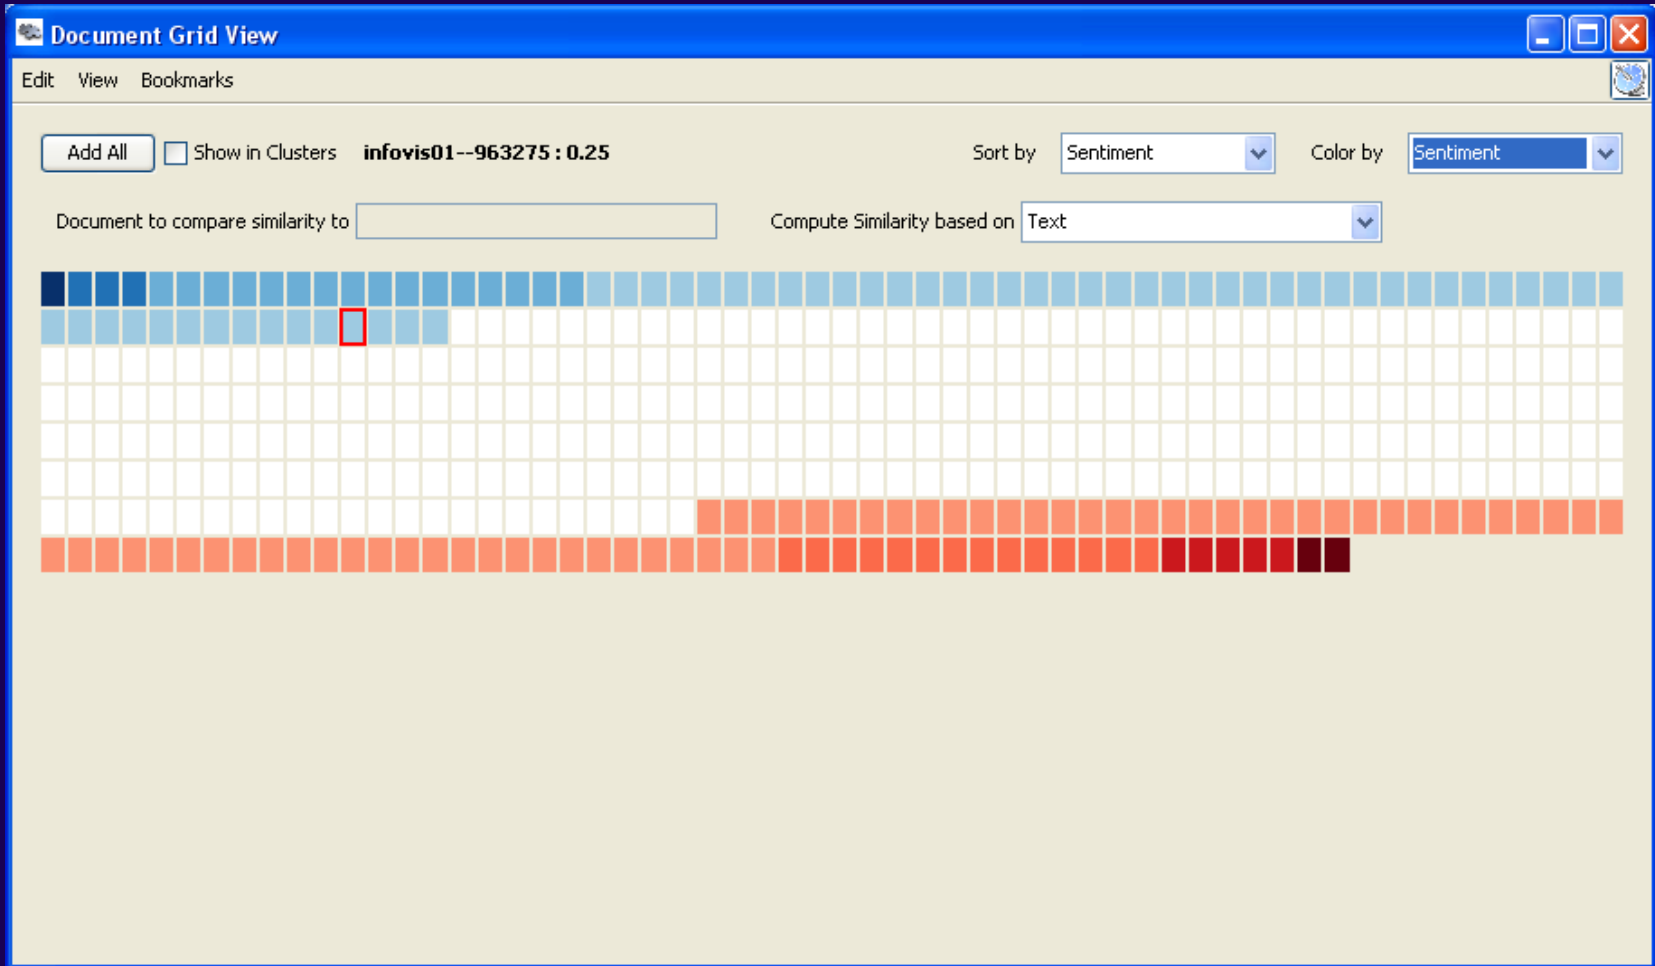 Document Grid View
Edit View Bookmarks
Add All Show in Clusters infovis01--963275 : 0.25 Sort by Sentiment Color by Sentiment
Document to compare similarity to Compute Similarity based on Text